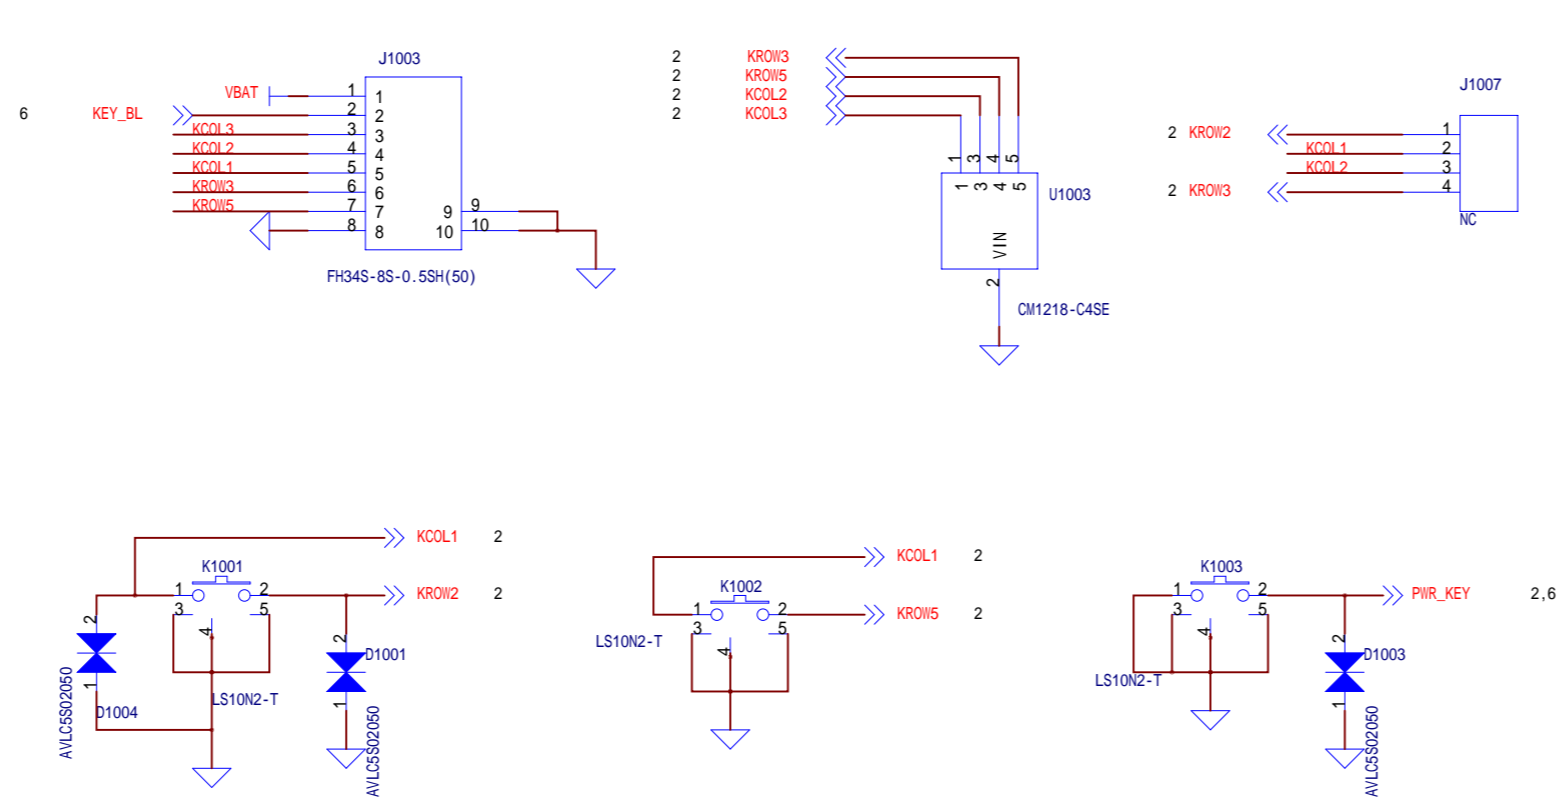 J1003
VBAT 1 1
6 KEY_BL 2 2
KCOL3 3 3
KCOL2 4 4
KCOL1 5 5
KROW3 6 6
KROW5 7 7 9 9
8 8 10 10
FH34S-8S-0.5SH(50)
2 KROW3
2 KROW5
2 KCOL2
2 KCOL3
1 3 4 5
1 3 4 5
U1003
VIN
2
CM1218-C4SE
J1007
2 KROW2 1
KCOL1 2
KCOL2 3
2 KROW3 4
NC
KCOL1 2
K1001
1 2 KROW2 2
3 5
4
2
1
AVLC5S02050
D1004
LS10N2-T
2
D1001
1
AVLC5S02050
KCOL1 2
K1002
1 2 KROW5 2
3 5
4
LS10N2-T
K1003
1 2 PWR_KEY 2,6
3 5
4
LS10N2-T
2
D1003
1
AVLC5S02050